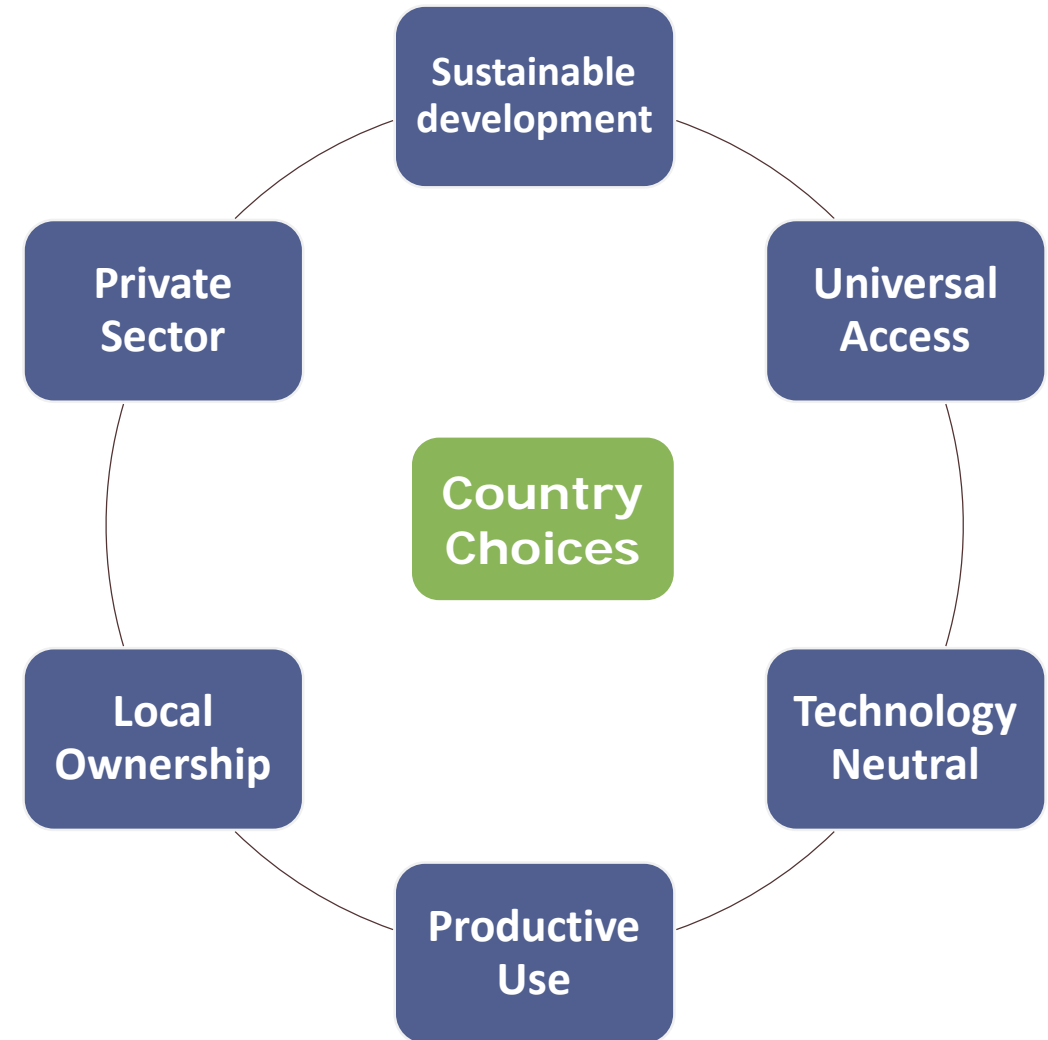 Sustainable
development
Universal
Access
Technology
Neutral
Productive
Use
Local
Ownership
Private
Sector
Country
Choices